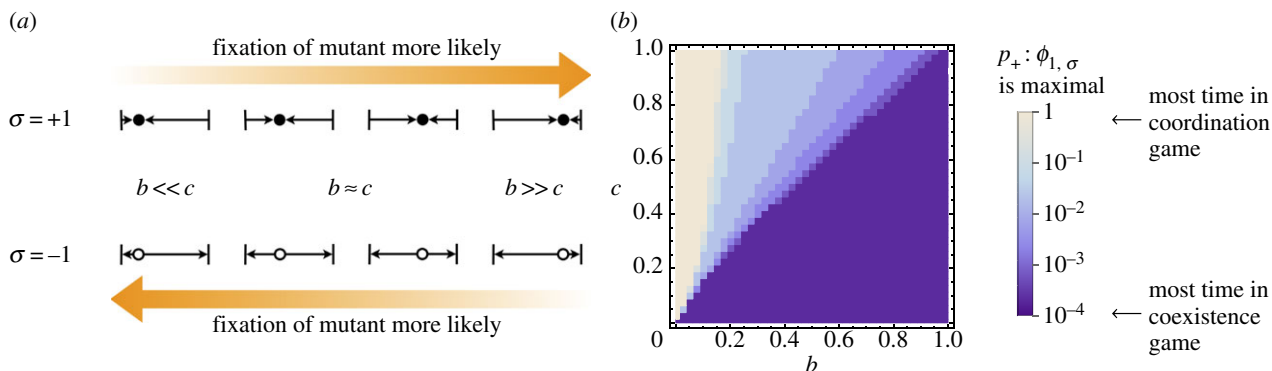 (a)
fixation of mutant more likely
σ = +1
b << c
b ≈ c
b >> c
σ = –1
fixation of mutant more likely
(b)
1.0
0.8
0.6
c
0.4
0.2
0
0.2
0.4
0.6
0.8
1.0
b
p+ : ϕ1, σ
is maximal
1
10⁻¹
10⁻²
10⁻³
10⁻⁴
← most time in
coordination
game
← most time in
coexistence
game